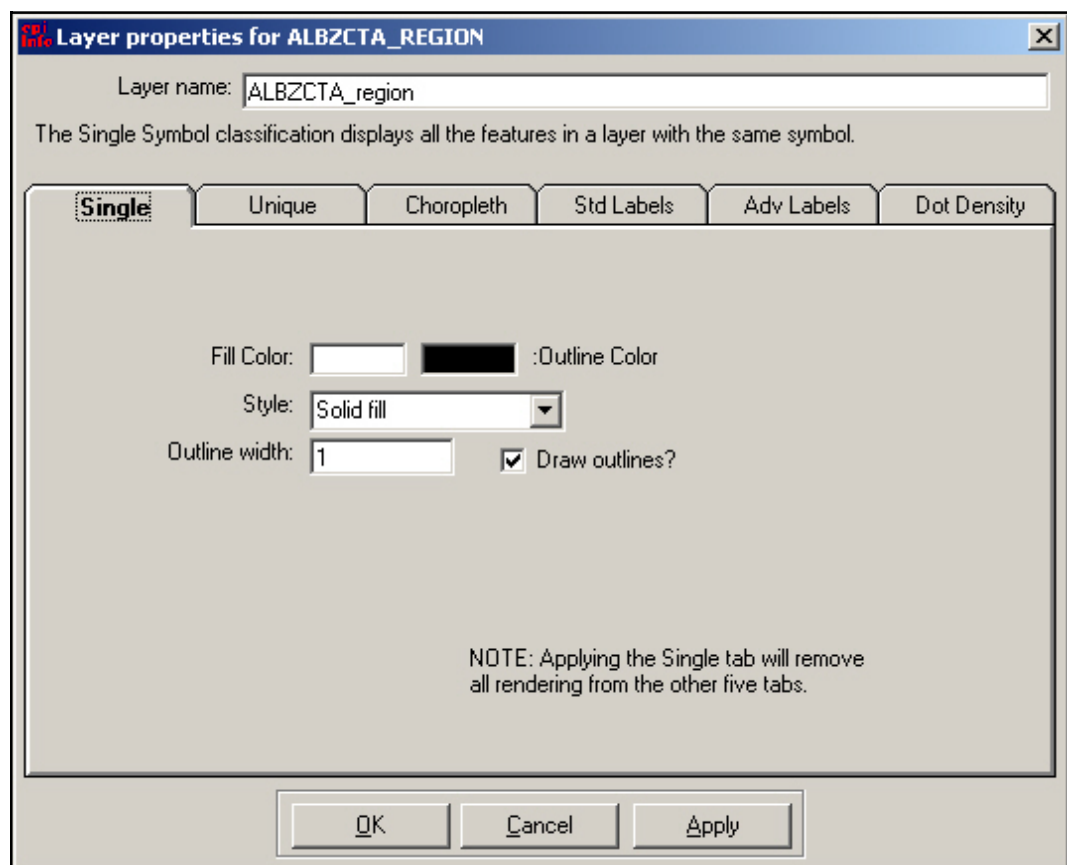 epi info Layer properties for ALBZCTA_REGION
Layer name: ALBZCTA_region
The Single Symbol classification displays all the features in a layer with the same symbol.
Single Unique Choropleth Std Labels Adv Labels Dot Density
Fill Color: :Outline Color
Style: Solid fill
Outline width: 1 Draw outlines?
NOTE: Applying the Single tab will remove
all rendering from the other five tabs.
OK Cancel Apply